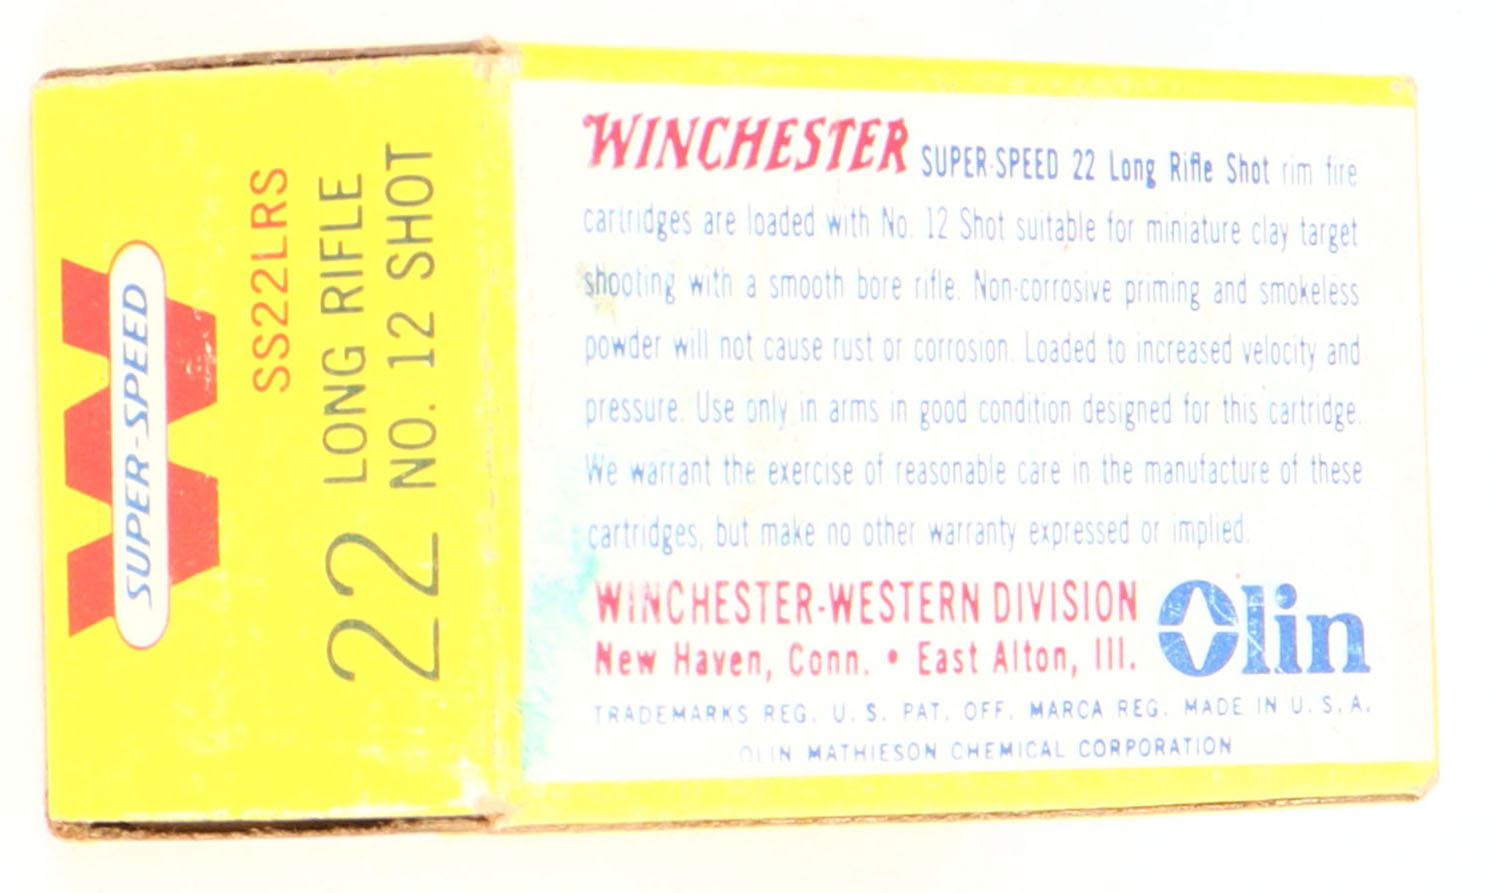 SUPER-SPEED
SS22LRS
22 LONG RIFLE
NO. 12 SHOT
WINCHESTER SUPER-SPEED 22 Long Rifle Shot rim fire
cartridges are loaded with No. 12 Shot suitable for miniature clay target
shooting with a smooth bore rifle. Non-corrosive priming and smokeless
powder will not cause rust or corrosion. Loaded to increased velocity and
pressure. Use only in arms in good condition designed for this cartridge.
We warrant the exercise of reasonable care in the manufacture of these
cartridges, but make no other warranty expressed or implied.
WINCHESTER-WESTERN DIVISION
New Haven, Conn. • East Alton, Ill.
Olin
TRADEMARKS REG. U. S. PAT. OFF. MARCA REG. MADE IN U. S. A.
OLIN MATHIESON CHEMICAL CORPORATION